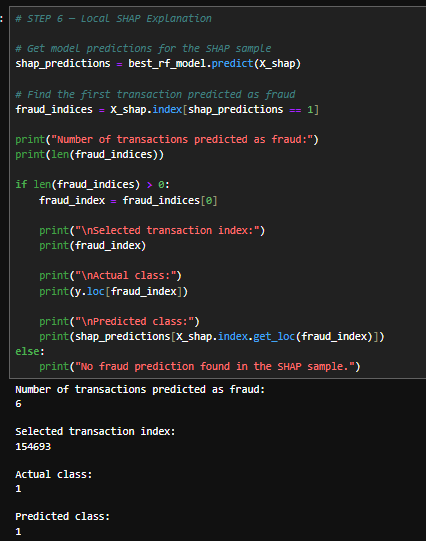 :
# STEP 6 — Local SHAP Explanation
# Get model predictions for the SHAP sample
shap_predictions = best_rf_model.predict(X_shap)
# Find the first transaction predicted as fraud
fraud_indices = X_shap.index[shap_predictions == 1]
print("Number of transactions predicted as fraud:")
print(len(fraud_indices))
if len(fraud_indices) > 0:
    fraud_index = fraud_indices[0]
    print("\nSelected transaction index:")
    print(fraud_index)
    print("\nActual class:")
    print(y.loc[fraud_index])
    print("\nPredicted class:")
    print(shap_predictions[X_shap.index.get_loc(fraud_index)])
else:
    print("No fraud prediction found in the SHAP sample.")
Number of transactions predicted as fraud:
6
Selected transaction index:
154693
Actual class:
1
Predicted class:
1